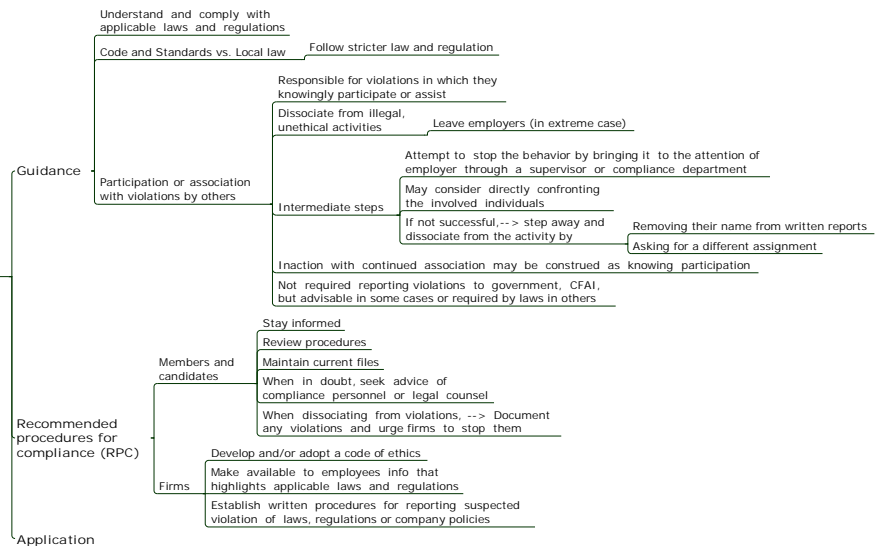 Understand and comply with
applicable laws and regulations
Code and Standards vs. Local law
Follow stricter law and regulation
Guidance
Participation or association
with violations by others
Responsible for violations in which they
knowingly participate or assist
Dissociate from illegal,
unethical activities
Leave employers (in extreme case)
Intermediate steps
Attempt to stop the behavior by bringing it to the attention of
employer through a supervisor or compliance department
May consider directly confronting
the involved individuals
If not successful,--> step away and
dissociate from the activity by
Removing their name from written reports
Asking for a different assignment
Inaction with continued association may be construed as knowing participation
Not required reporting violations to government, CFAI,
but advisable in some cases or required by laws in others
Recommended
procedures for
compliance (RPC)
Members and
candidates
Stay informed
Review procedures
Maintain current files
When in doubt, seek advice of
compliance personnel or legal counsel
When dissociating from violations, --> Document
any violations and urge firms to stop them
Firms
Develop and/or adopt a code of ethics
Make available to employees info that
highlights applicable laws and regulations
Establish written procedures for reporting suspected
violation of laws, regulations or company policies
Application